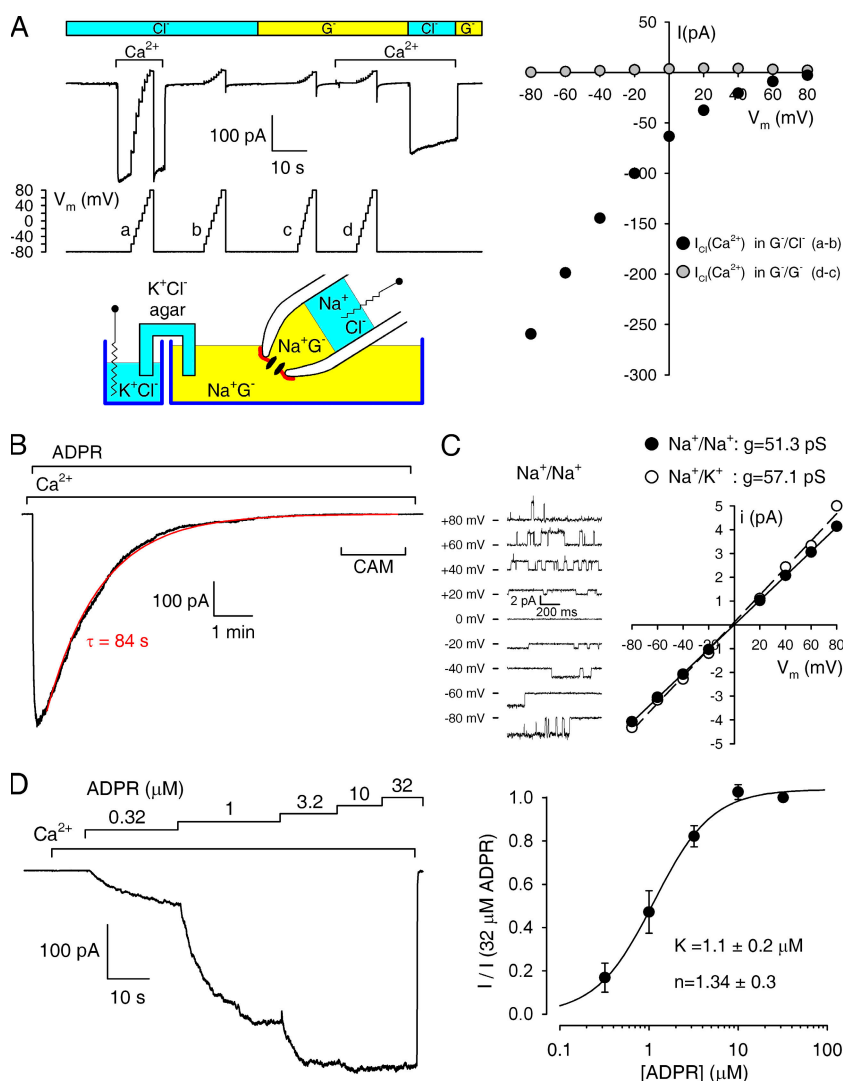 A
Cl⁻ G⁻ Cl⁻ G⁻
Ca²⁺ Ca²⁺
100 pA
10 s
V_m (mV)
80
40
0
-40
-80
a b c d
K⁺Cl⁻
agar
Na⁺
Cl⁻
Na⁺G⁻
K⁺Cl⁻
Na⁺G⁻
I(pA)
50
0
-80 -60 -40 -20 20 40 60 80
V_m (mV)
-50
-100
-150
-200
-250
-300
I_Cl(Ca²⁺) in G⁻/Cl⁻ (a-b)
I_Cl(Ca²⁺) in G⁻/G⁻ (d-c)
B
ADPR
Ca²⁺
CAM
100 pA
1 min
τ = 84 s
C
Na⁺/Na⁺
+80 mV
+60 mV
+40 mV
+20 mV
2 pA
200 ms
0 mV
-20 mV
-40 mV
-60 mV
-80 mV
Na⁺/Na⁺: g=51.3 pS
Na⁺/K⁺ : g=57.1 pS
i (pA)
5
4
3
2
1
-80 -60 -40 -20 0 20 40 60 80
V_m (mV)
-1
-2
-3
-4
-5
D
ADPR (μM)
0.32 1 3.2 10 32
Ca²⁺
100 pA
10 s
I / I (32 μM ADPR)
1.0
0.8
0.6
0.4
0.2
0.0
K =1.1 ± 0.2 μM
n=1.34 ± 0.3
0.1 1 10 100
[ADPR] (μM)